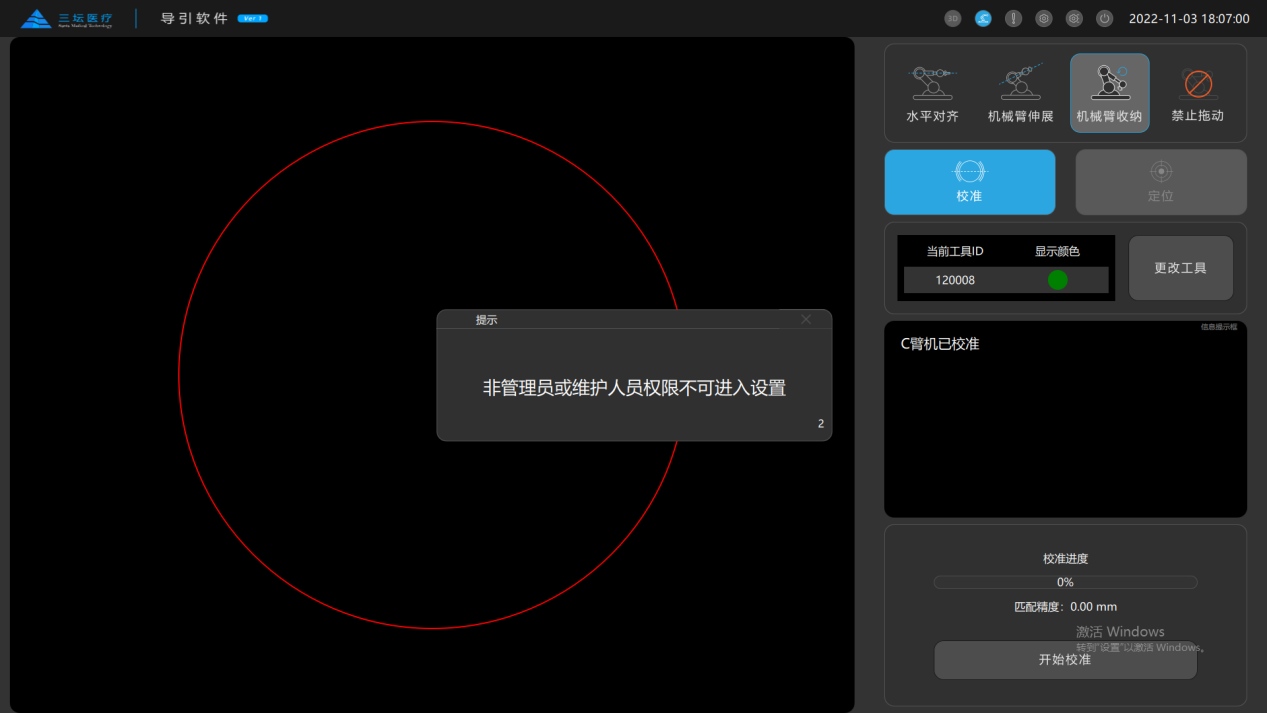 三坛医疗
Santa Medical Technology
导引软件
Ver 1
3D
2022-11-03 18:07:00
水平对齐
机械臂伸展
机械臂收纳
禁止拖动
校准
定位
当前工具ID
显示颜色
120008
更改工具
信息提示框
C臂机已校准
提示
非管理员或维护人员权限不可进入设置
2
校准进度
0%
匹配精度：0.00 mm
激活 Windows
转到"设置"以激活 Windows。
开始校准